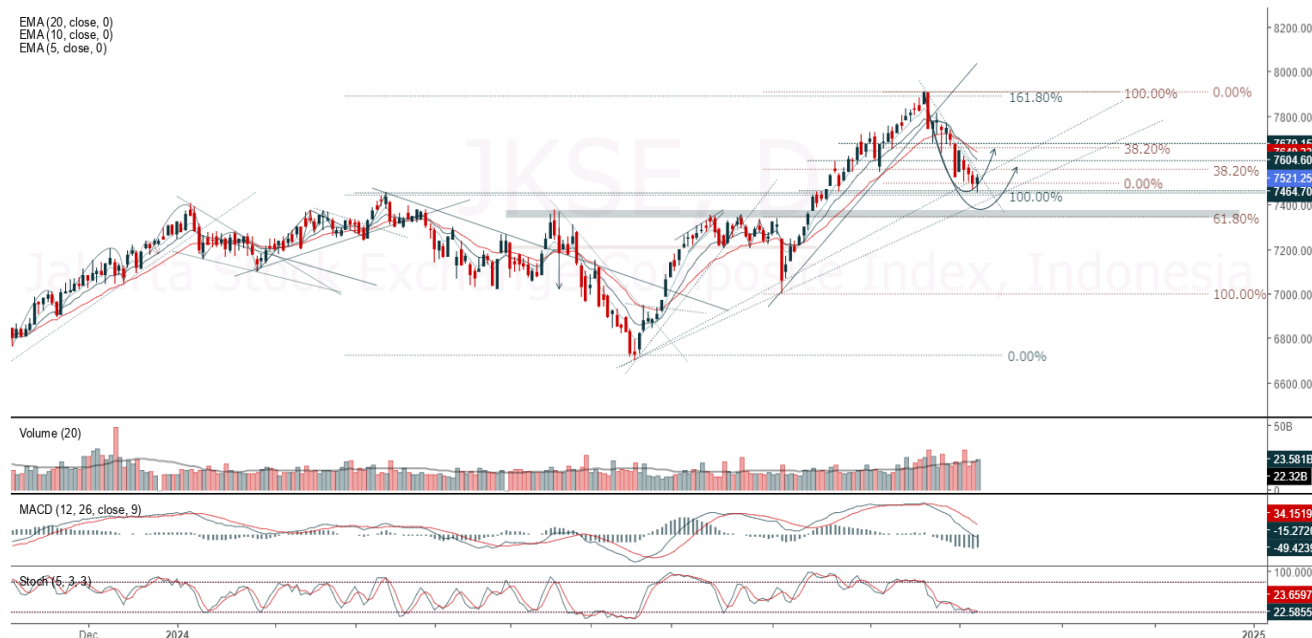 EMA (20, close, 0)
EMA (10, close, 0)
EMA (5, close, 0)
JKSE, D
Jakarta Stock Exchange Composite Index, Indonesia
8200.00
8000.00
7800.00
7679.15
7604.60
7521.25
7464.70
7400.00
7200.00
7000.00
6800.00
6600.00
161.80%
100.00%
0.00%
38.20%
38.20%
0.00%
100.00%
61.80%
100.00%
0.00%
Volume (20)
50B
23.581B
22.32B
0
MACD (12, 26, close, 9)
34.1519
-15.2720
-49.4239
Stoch (5, 3, 3)
100.000
23.6597
22.5855
Dec
2024
2025